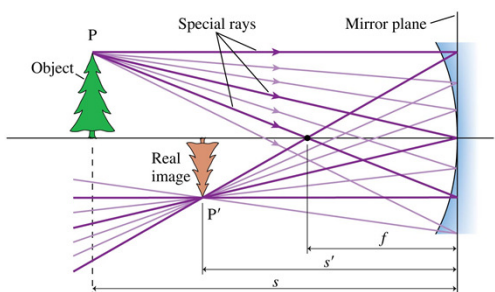 Special rays
Mirror plane
P
Object
Real
image
P′
f
s′
s